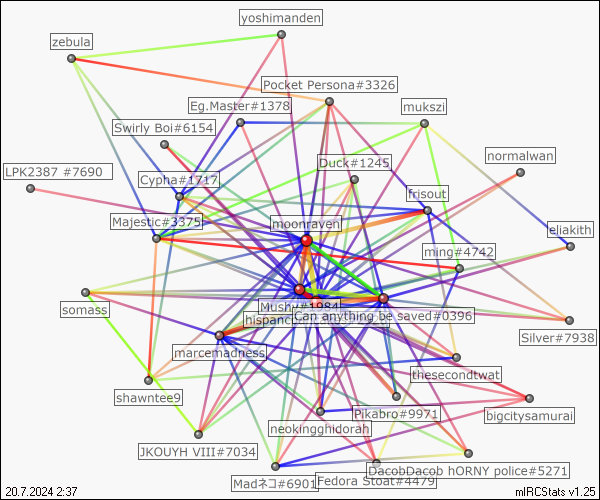 yoshimanden
zebula
Pocket Persona#3326
Eg.Master#1378
mukszi
Swirly Boi#6154
normalwan
Duck#1245
LPK2387 #7690
Cypha#1717
frisout
Majestic#3375
moonraven
eliakith
ming#4742
Mushy#1984
somass
Can anything be saved#0396
hispanco
Silver#7938
marcemadness
thesecondtwat
shawntee9
Pikabro#9971
bigcitysamurai
neokingghidorah
JKOUYH VIII#7034
DacobDacob hORNY police#5271
Madネコ#6901
Fedora Stoat#4479
20.7.2024 2:37
mIRCStats v1.25